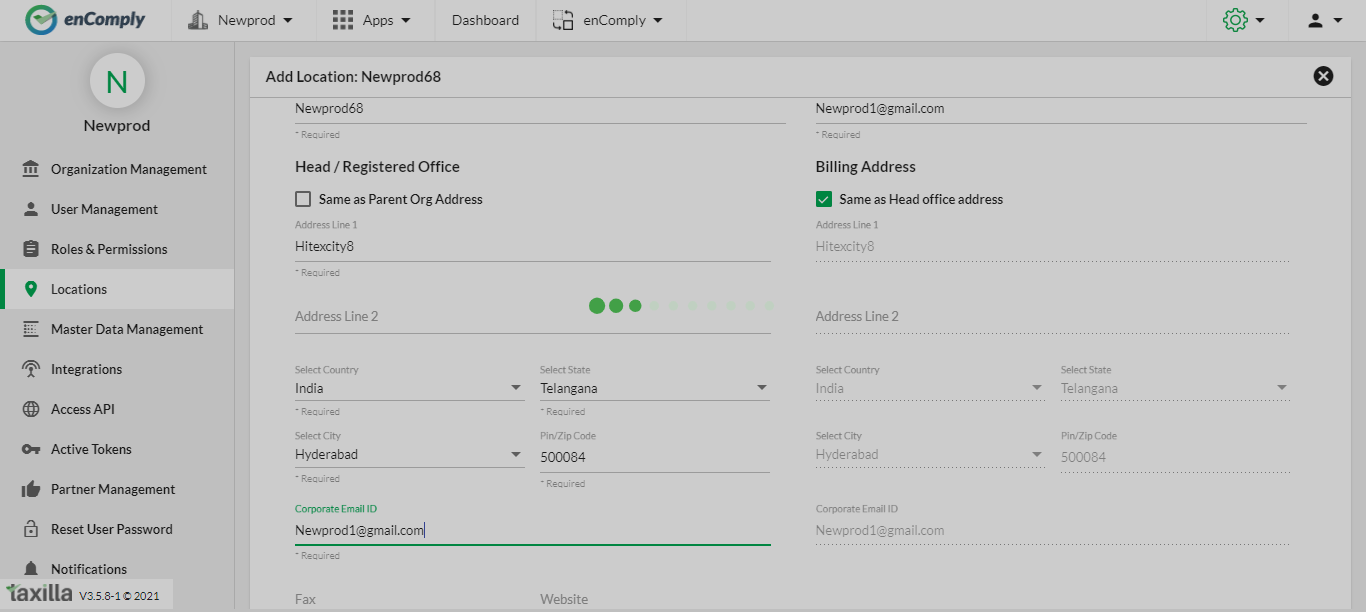 enComply Newprod Apps Dashboard enComply
N
Newprod
Organization Management
User Management
Roles & Permissions
Locations
Master Data Management
Integrations
Access API
Active Tokens
Partner Management
Reset User Password
Notifications
taxilla V3.5.8-1 © 2021
Add Location: Newprod68
Newprod68 Newprod1@gmail.com
* Required * Required
Head / Registered Office Billing Address
Same as Parent Org Address Same as Head office address
Address Line 1 Address Line 1
Hitexcity8 Hitexcity8
* Required
Address Line 2 Address Line 2
Select Country Select State Select Country Select State
India Telangana India Telangana
* Required * Required
Select City Pin/Zip Code Select City Pin/Zip Code
Hyderabad 500084 Hyderabad 500084
* Required * Required
Corporate Email ID Corporate Email ID
Newprod1@gmail.com Newprod1@gmail.com
* Required
Fax Website